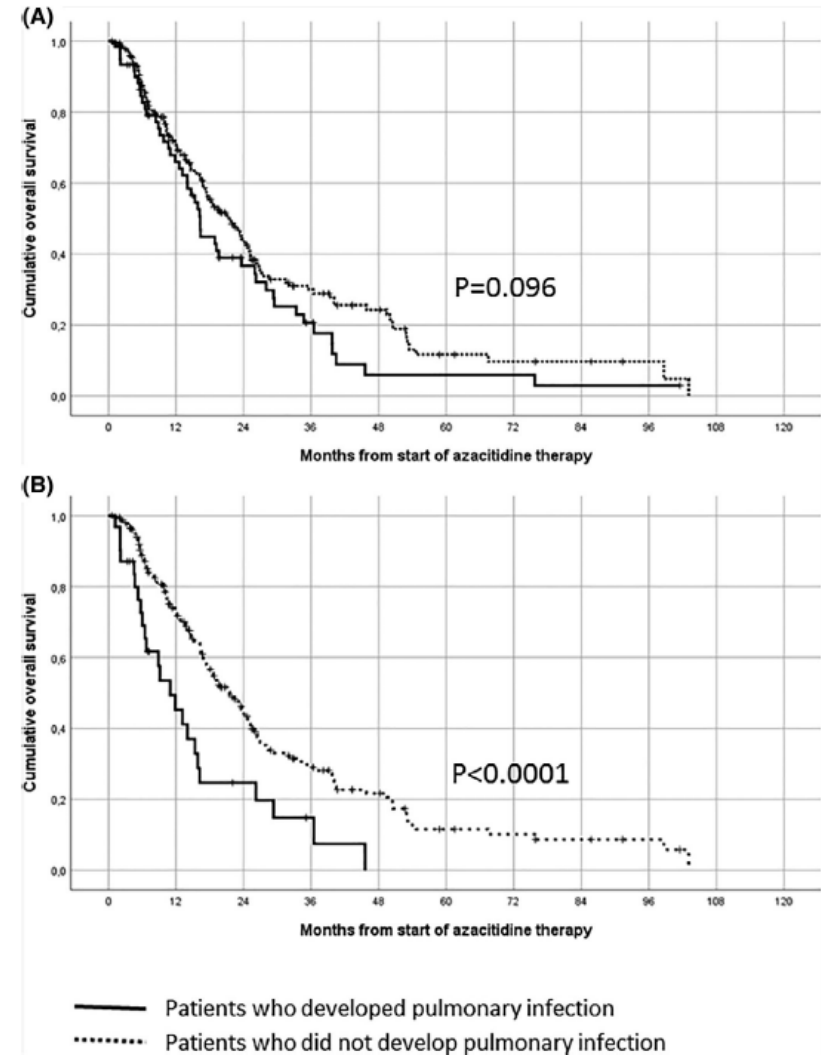 (A)
1,0
0,8
0,6
0,4
0,2
0,0
Cumulative overall survival
P=0.096
0 12 24 36 48 60 72 84 96 108 120
Months from start of azacitidine therapy
(B)
1,0
0,8
0,6
0,4
0,2
0,0
Cumulative overall survival
P<0.0001
0 12 24 36 48 60 72 84 96 108 120
Months from start of azacitidine therapy
Patients who developed pulmonary infection
Patients who did not develop pulmonary infection